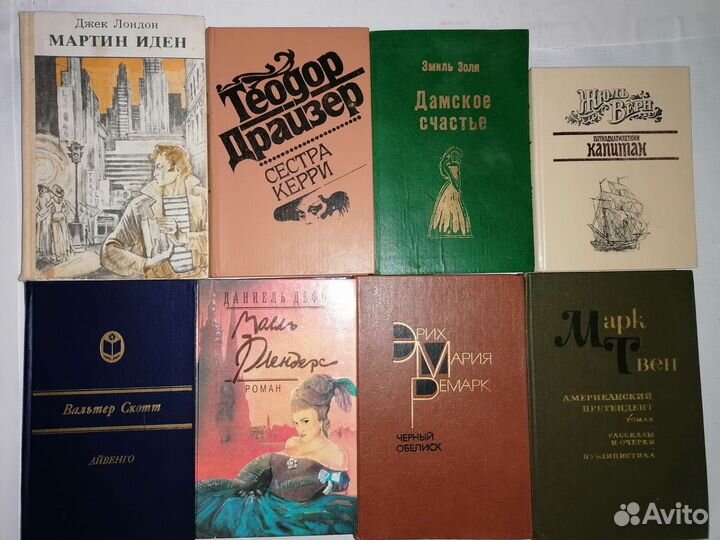 Джек Лондон
МАРТИН ИДЕН
Теодор
Драйзер
СЕСТРА
КЕРРИ
Эмиль Золя
Дамское
счастье
Жюль
Верн
ПЯТНАДЦАТИЛЕТНИЙ
КАПИТАН
Вальтер Скотт
АЙВЕНГО
ДАНИЕЛЬ ДЕФО
Молль
Флендерс
РОМАН
ЭРИХ
МАРИЯ
РЕМАРК
ЧЕРНЫЙ
ОБЕЛИСК
Марк
Твен
АМЕРИКАНСКИЙ
ПРЕТЕНДЕНТ
РОМАН
РАССКАЗЫ
И ОЧЕРКИ
ПУБЛИЦИСТИКА
Avito